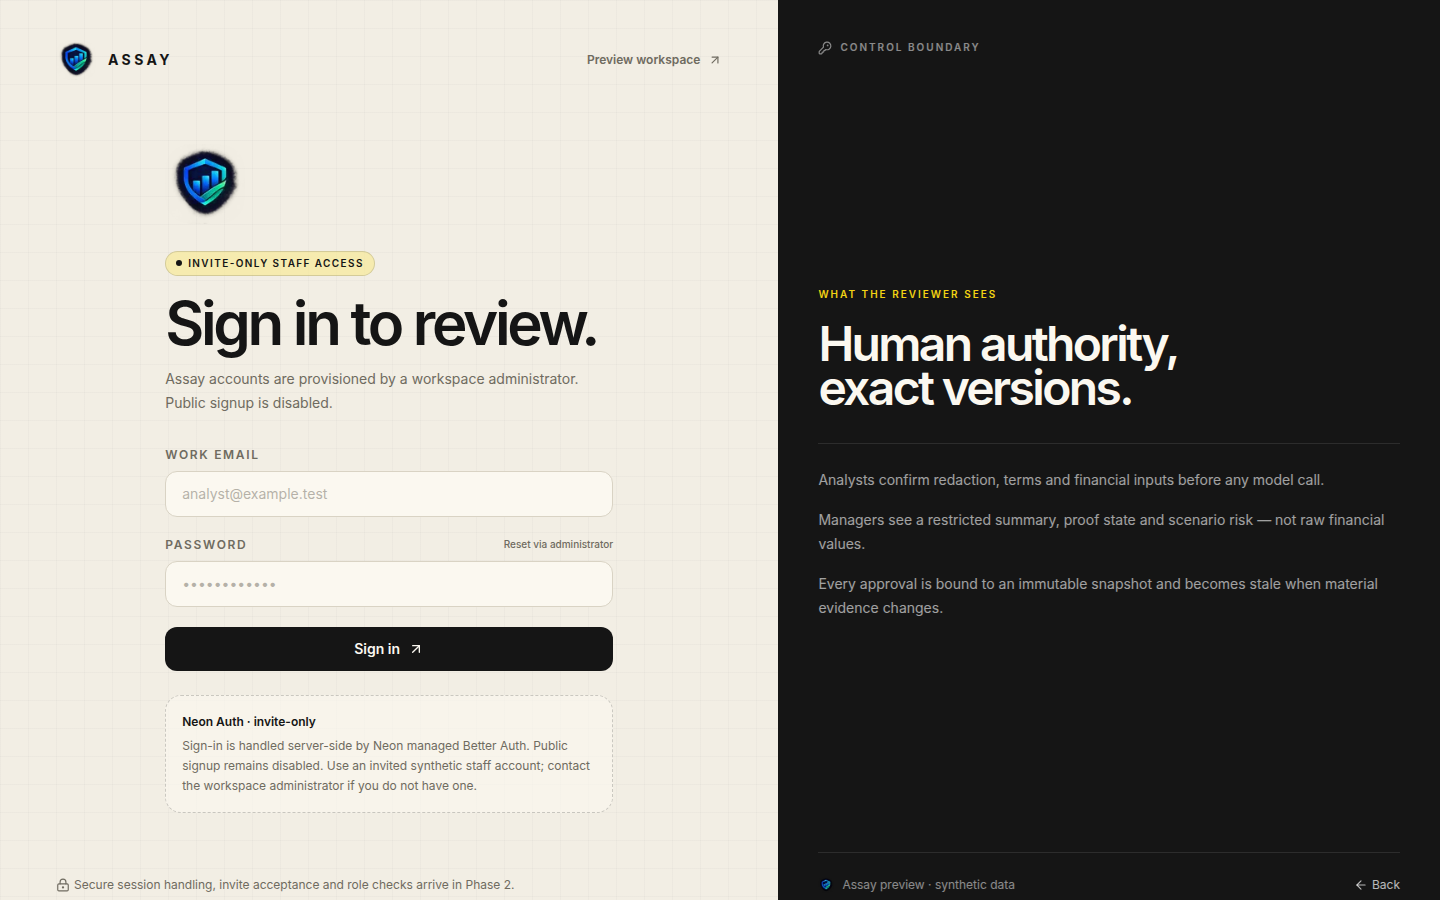 ASSAY
Preview workspace
INVITE-ONLY STAFF ACCESS
Sign in to review.
Assay accounts are provisioned by a workspace administrator.
Public signup is disabled.
WORK EMAIL
analyst@example.test
PASSWORD
Reset via administrator
••••••••••••
Sign in
Neon Auth · invite-only
Sign-in is handled server-side by Neon managed Better Auth. Public
signup remains disabled. Use an invited synthetic staff account; contact
the workspace administrator if you do not have one.
Secure session handling, invite acceptance and role checks arrive in Phase 2.
CONTROL BOUNDARY
WHAT THE REVIEWER SEES
Human authority,
exact versions.
Analysts confirm redaction, terms and financial inputs before any model call.
Managers see a restricted summary, proof state and scenario risk — not raw financial
values.
Every approval is bound to an immutable snapshot and becomes stale when material
evidence changes.
Assay preview · synthetic data
Back